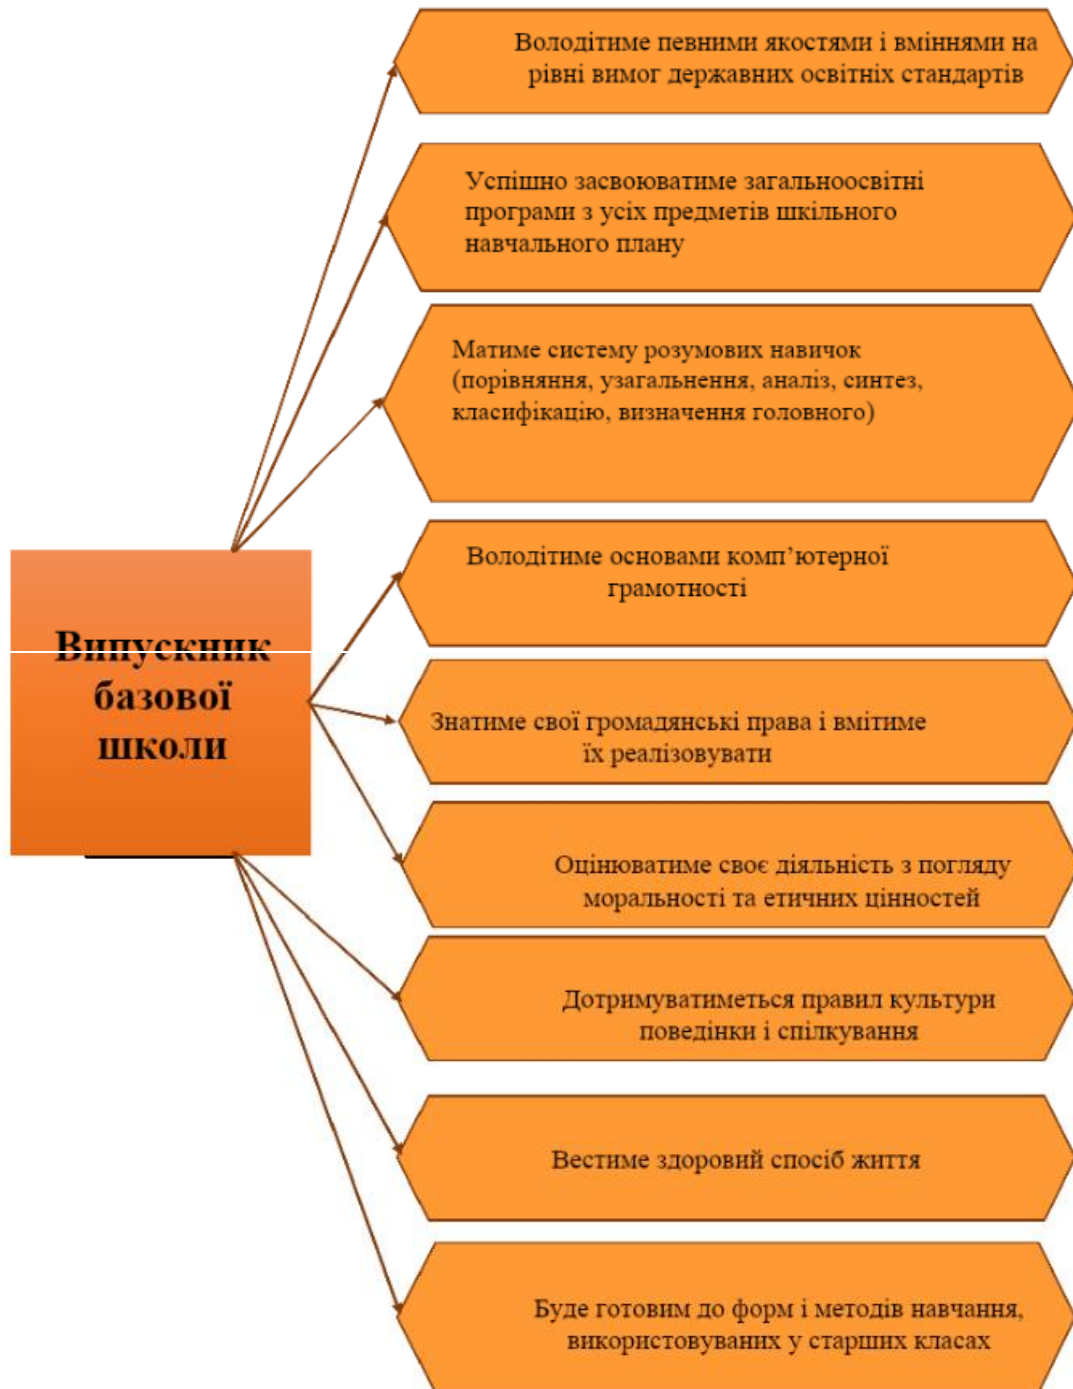 Володітиме певними якостями і вміннями на
рівні вимог державних освітніх стандартів
Успішно засвоюватиме загальноосвітні
програми з усіх предметів шкільного
навчального плану
Матиме систему розумових навичок
(порівняння, узагальнення, аналіз, синтез,
класифікацію, визначення головного)
Володітиме основами комп’ютерної
грамотності
Випускник
базової
школи
Знатиме свої громадянські права і вмітиме
їх реалізовувати
Оцінюватиме своє діяльність з погляду
моральності та етичних цінностей
Дотримуватиметься правил культури
поведінки і спілкування
Вестиме здоровий спосіб життя
Буде готовим до форм і методів навчання,
використовуваних у старших класах